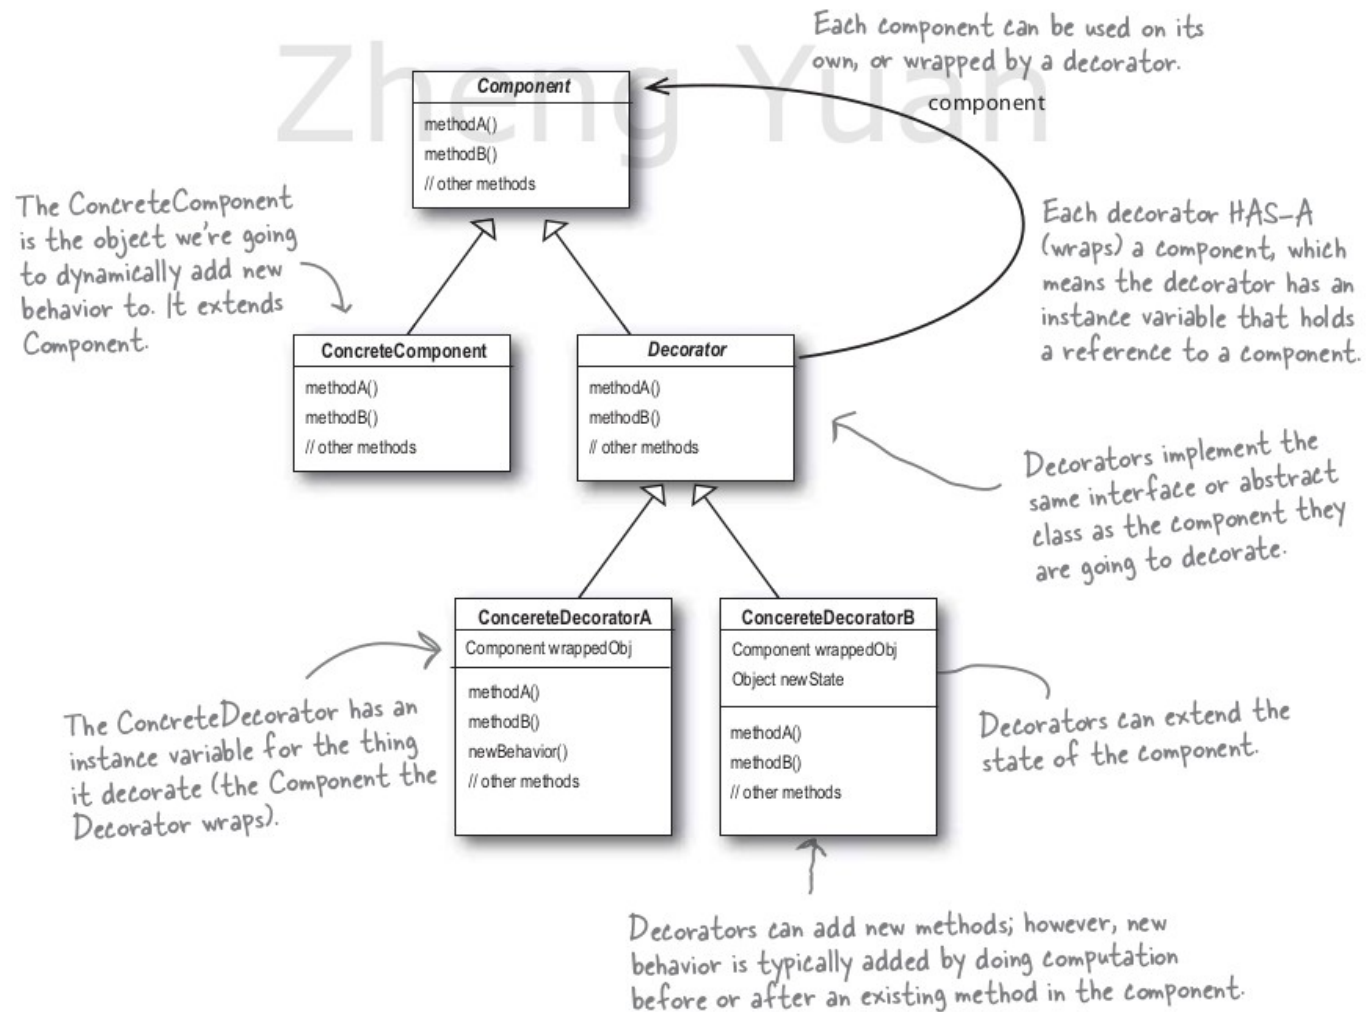 Zheng Yuan
Each component can be used on its
own, or wrapped by a decorator.
component
Component
methodA()
methodB()
// other methods
The ConcreteComponent
is the object we're going
to dynamically add new
behavior to. It extends
Component.
Each decorator HAS-A
(wraps) a component, which
means the decorator has an
instance variable that holds
a reference to a component.
ConcreteComponent
methodA()
methodB()
// other methods
Decorator
methodA()
methodB()
// other methods
Decorators implement the
same interface or abstract
class as the component they
are going to decorate.
ConcereteDecoratorA
Component wrappedObj
methodA()
methodB()
newBehavior()
// other methods
ConcereteDecoratorB
Component wrappedObj
Object newState
methodA()
methodB()
// other methods
The ConcreteDecorator has an
instance variable for the thing
it decorate (the Component the
Decorator wraps).
Decorators can extend the
state of the component.
Decorators can add new methods; however, new
behavior is typically added by doing computation
before or after an existing method in the component.